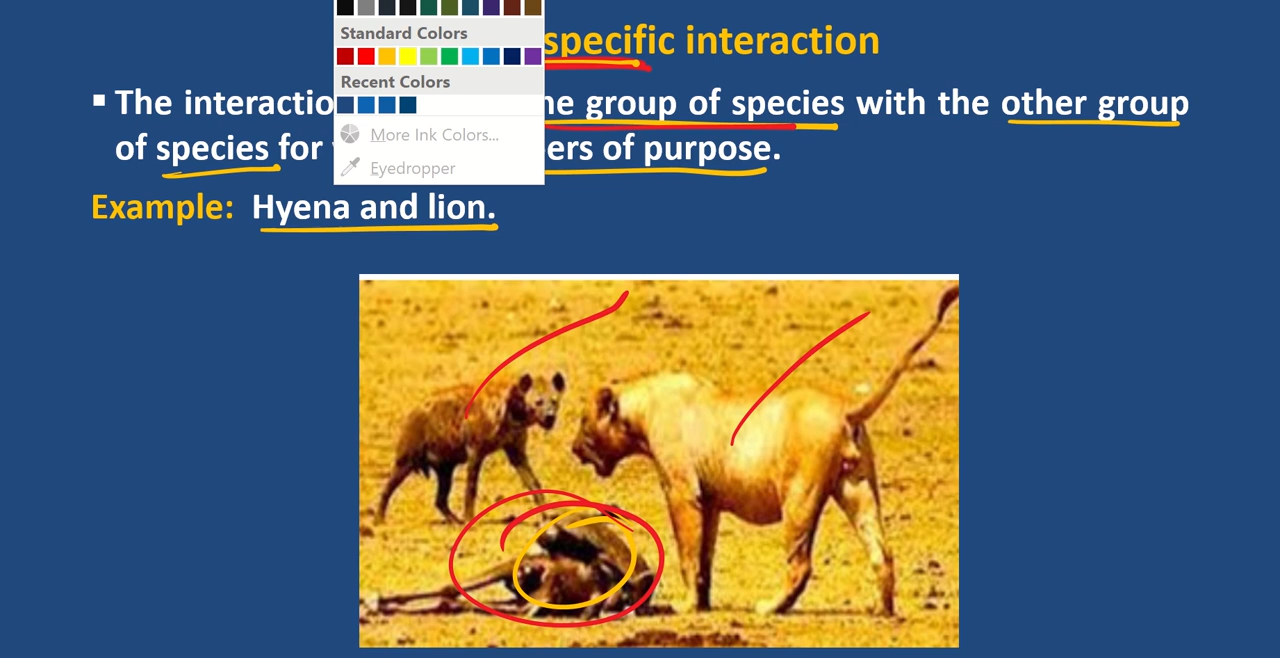 Standard Colors
specific interaction
Recent Colors
The interactio ne group of species with the other group
More Ink Colors...
of species for ers of purpose.
Eyedropper
Example: Hyena and lion.